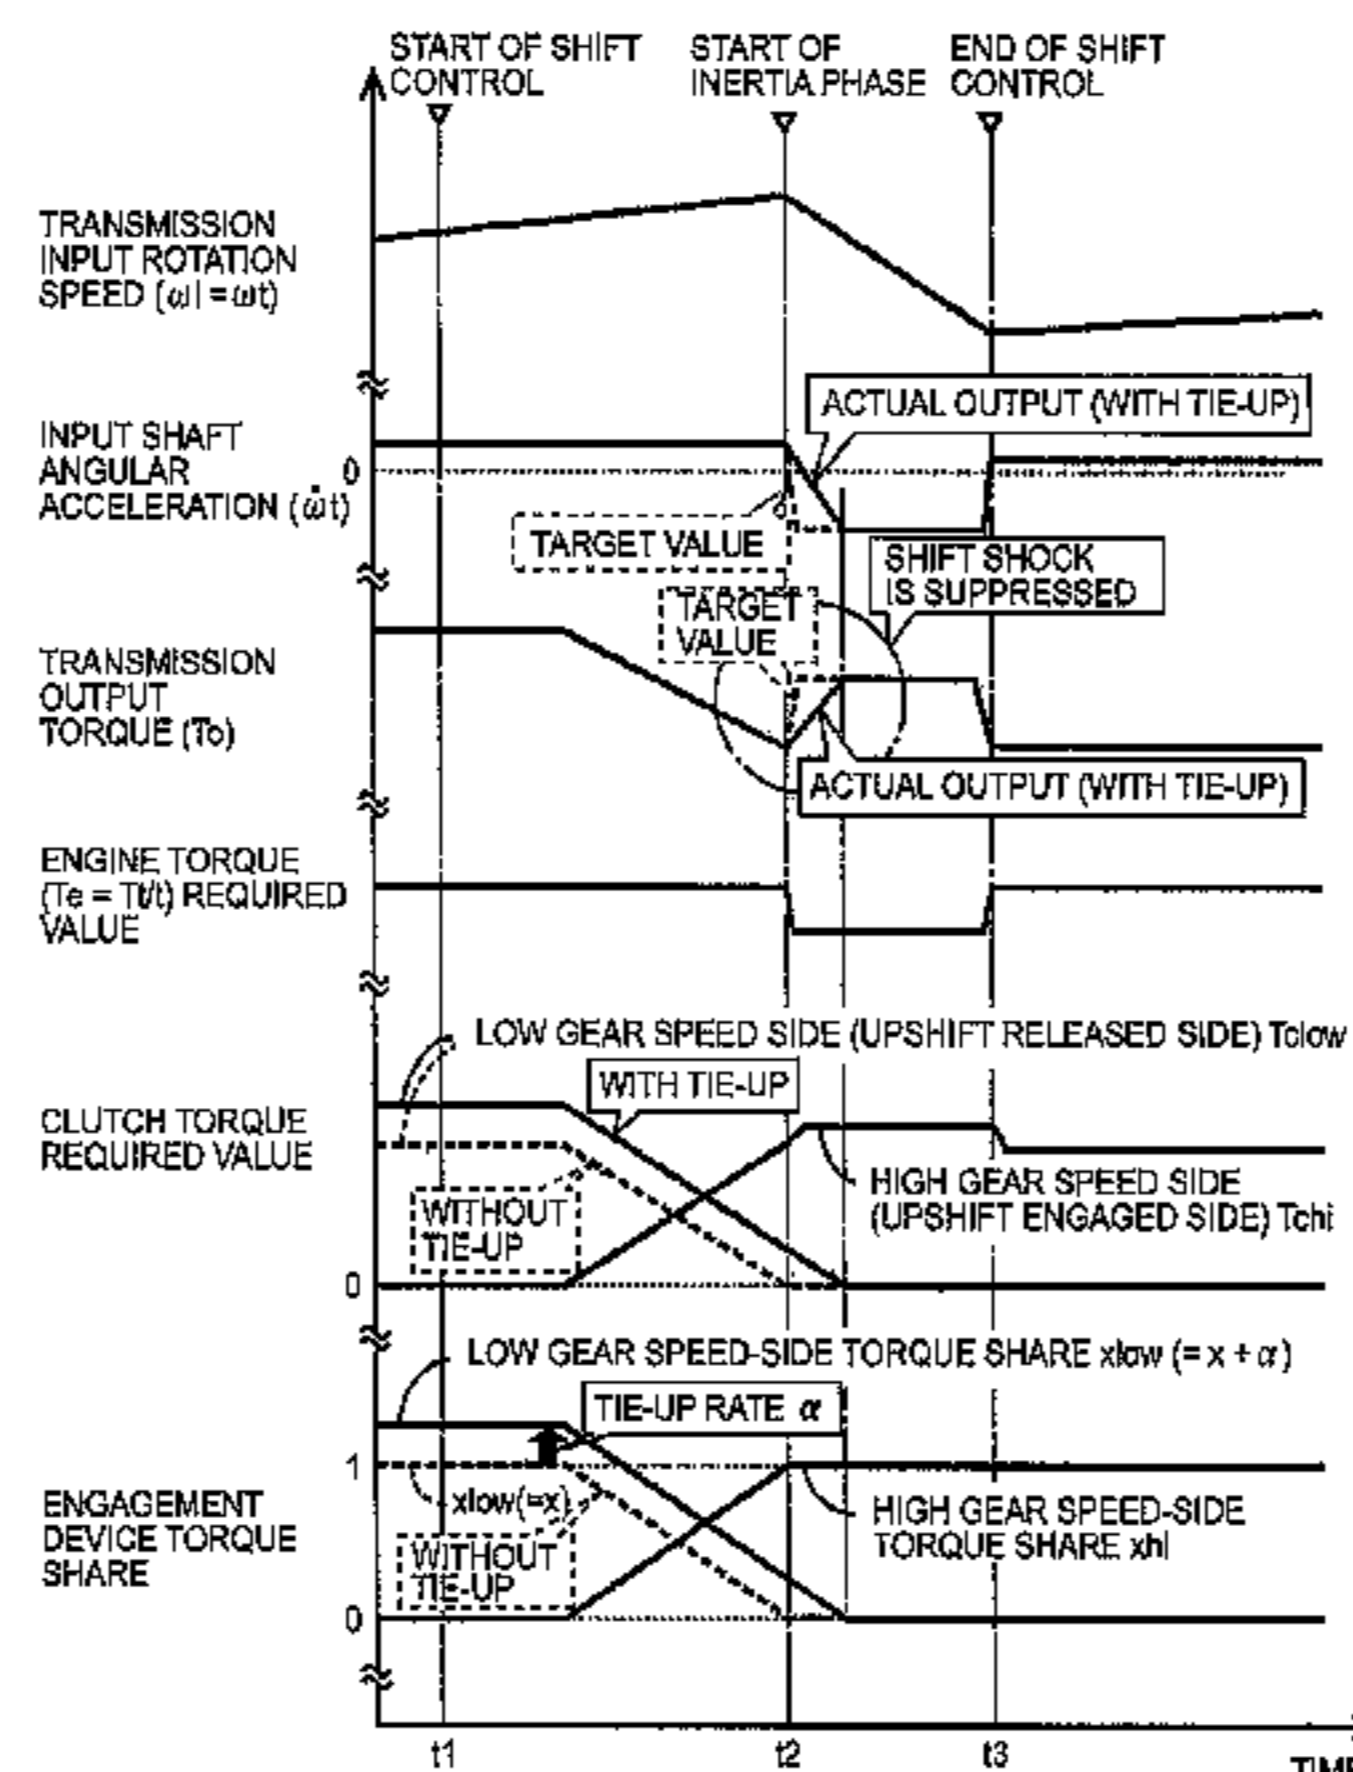 START OF SHIFT
CONTROL
START OF
INERTIA PHASE
END OF SHIFT
CONTROL
TRANSMISSION
INPUT ROTATION
SPEED (ωi = ωt)
ACTUAL OUTPUT (WITH TIE-UP)
INPUT SHAFT
ANGULAR
ACCELERATION (ω̇t)
0
TARGET VALUE
SHIFT SHOCK
IS SUPPRESSED
TARGET
VALUE
TRANSMISSION
OUTPUT
TORQUE (To)
ACTUAL OUTPUT (WITH TIE-UP)
ENGINE TORQUE
(Te = Tt/t) REQUIRED
VALUE
LOW GEAR SPEED SIDE (UPSHIFT RELEASED SIDE) Tclow
WITH TIE-UP
CLUTCH TORQUE
REQUIRED VALUE
WITHOUT
TIE-UP
HIGH GEAR SPEED SIDE
(UPSHIFT ENGAGED SIDE) Tchi
0
LOW GEAR SPEED-SIDE TORQUE SHARE xlow (= x + α)
TIE-UP RATE α
1
xlow(=x)
ENGAGEMENT
DEVICE TORQUE
SHARE
WITHOUT
TIE-UP
HIGH GEAR SPEED-SIDE
TORQUE SHARE xhi
0
t1 t2 t3
TIME